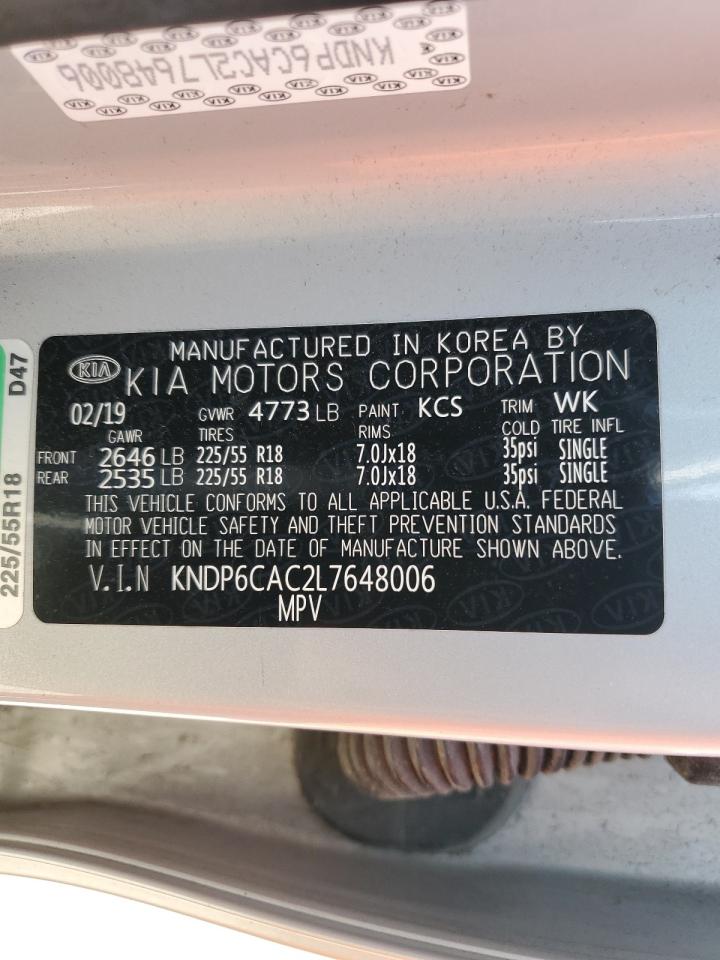 KNDP6CAC2L7648006
KIA
MANUFACTURED IN KOREA BY
KIA KIA MOTORS CORPORATION
02/19 GVWR 4773 LB PAINT KCS TRIM WK
GAWR TIRES RIMS COLD TIRE INFL
FRONT 2646 LB 225/55 R18 7.0Jx18 35psi SINGLE
REAR 2535 LB 225/55 R18 7.0Jx18 35psi SINGLE
THIS VEHICLE CONFORMS TO ALL APPLICABLE U.S.A. FEDERAL
MOTOR VEHICLE SAFETY AND THEFT PREVENTION STANDARDS
IN EFFECT ON THE DATE OF MANUFACTURE SHOWN ABOVE.
V.I.N KNDP6CAC2L7648006
MPV
225/55R18 D47